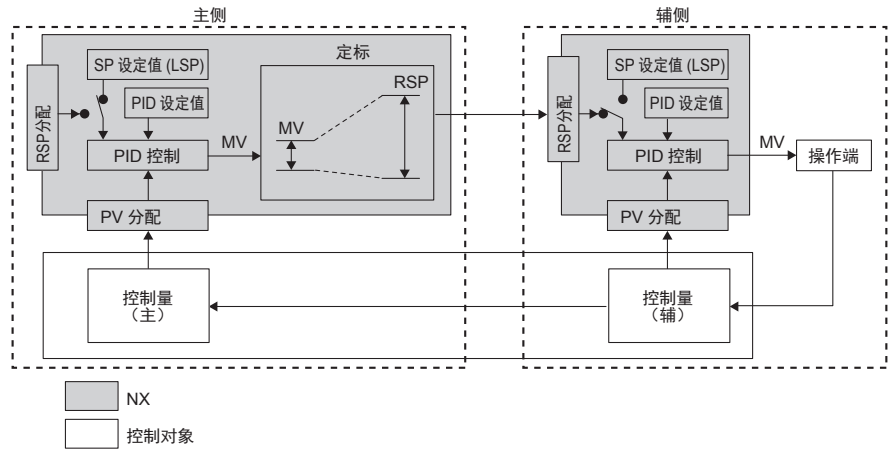 主侧
辅侧
SP 设定值 (LSP)
定标
RSP分配
PID 设定值
MV
RSP
PID 控制
MV
PV 分配
SP 设定值 (LSP)
RSP分配
PID 设定值
PID 控制
MV
操作端
PV 分配
控制量
（主）
控制量
（辅）
NX
控制对象